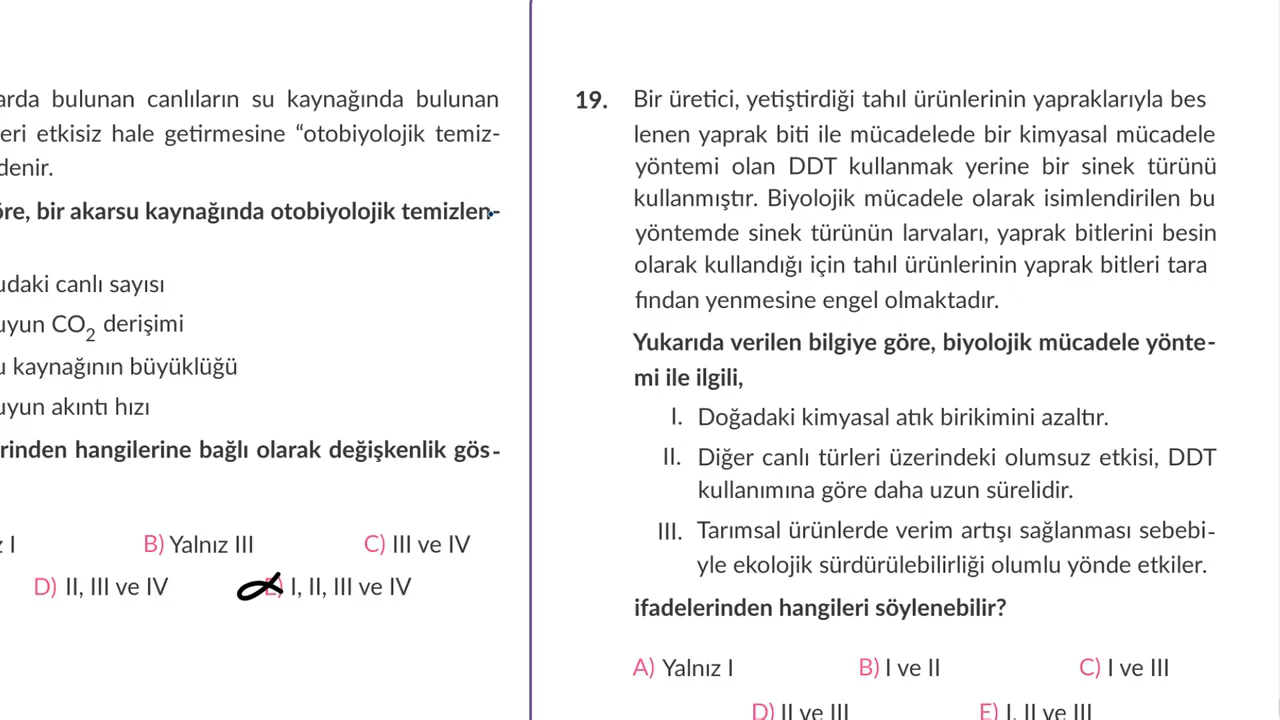 bulunan canlıların su kaynağında bulunan
etkisiz hale getirmesine “otobiyolojik temiz-
denir.
bir akarsu kaynağında otobiyolojik temizlen-
canlı sayısı
CO2 derişimi
kaynağının büyüklüğü
akıntı hızı
hangilerine bağlı olarak değişkenlik gös-
I
B) Yalnız III
C) III ve IV
D) II, III ve IV
E) I, II, III ve IV
19. Bir üretici, yetiştirdiği tahıl ürünlerinin yapraklarıyla bes
lenen yaprak biti ile mücadelede bir kimyasal mücadele
yöntemi olan DDT kullanmak yerine bir sinek türünü
kullanmıştır. Biyolojik mücadele olarak isimlendirilen bu
yöntemde sinek türünün larvaları, yaprak bitlerini besin
olarak kullandığı için tahıl ürünlerinin yaprak bitleri tara
fından yenmesine engel olmaktadır.
Yukarıda verilen bilgiye göre, biyolojik mücadele yönte-
mi ile ilgili,
I. Doğadaki kimyasal atık birikimini azaltır.
II. Diğer canlı türleri üzerindeki olumsuz etkisi, DDT
kullanımına göre daha uzun sürelidir.
III. Tarımsal ürünlerde verim artışı sağlanması sebebi-
yle ekolojik sürdürülebilirliği olumlu yönde etkiler.
ifadelerinden hangileri söylenebilir?
A) Yalnız I
B) I ve II
C) I ve III
D) II ve III
E) I, II ve III